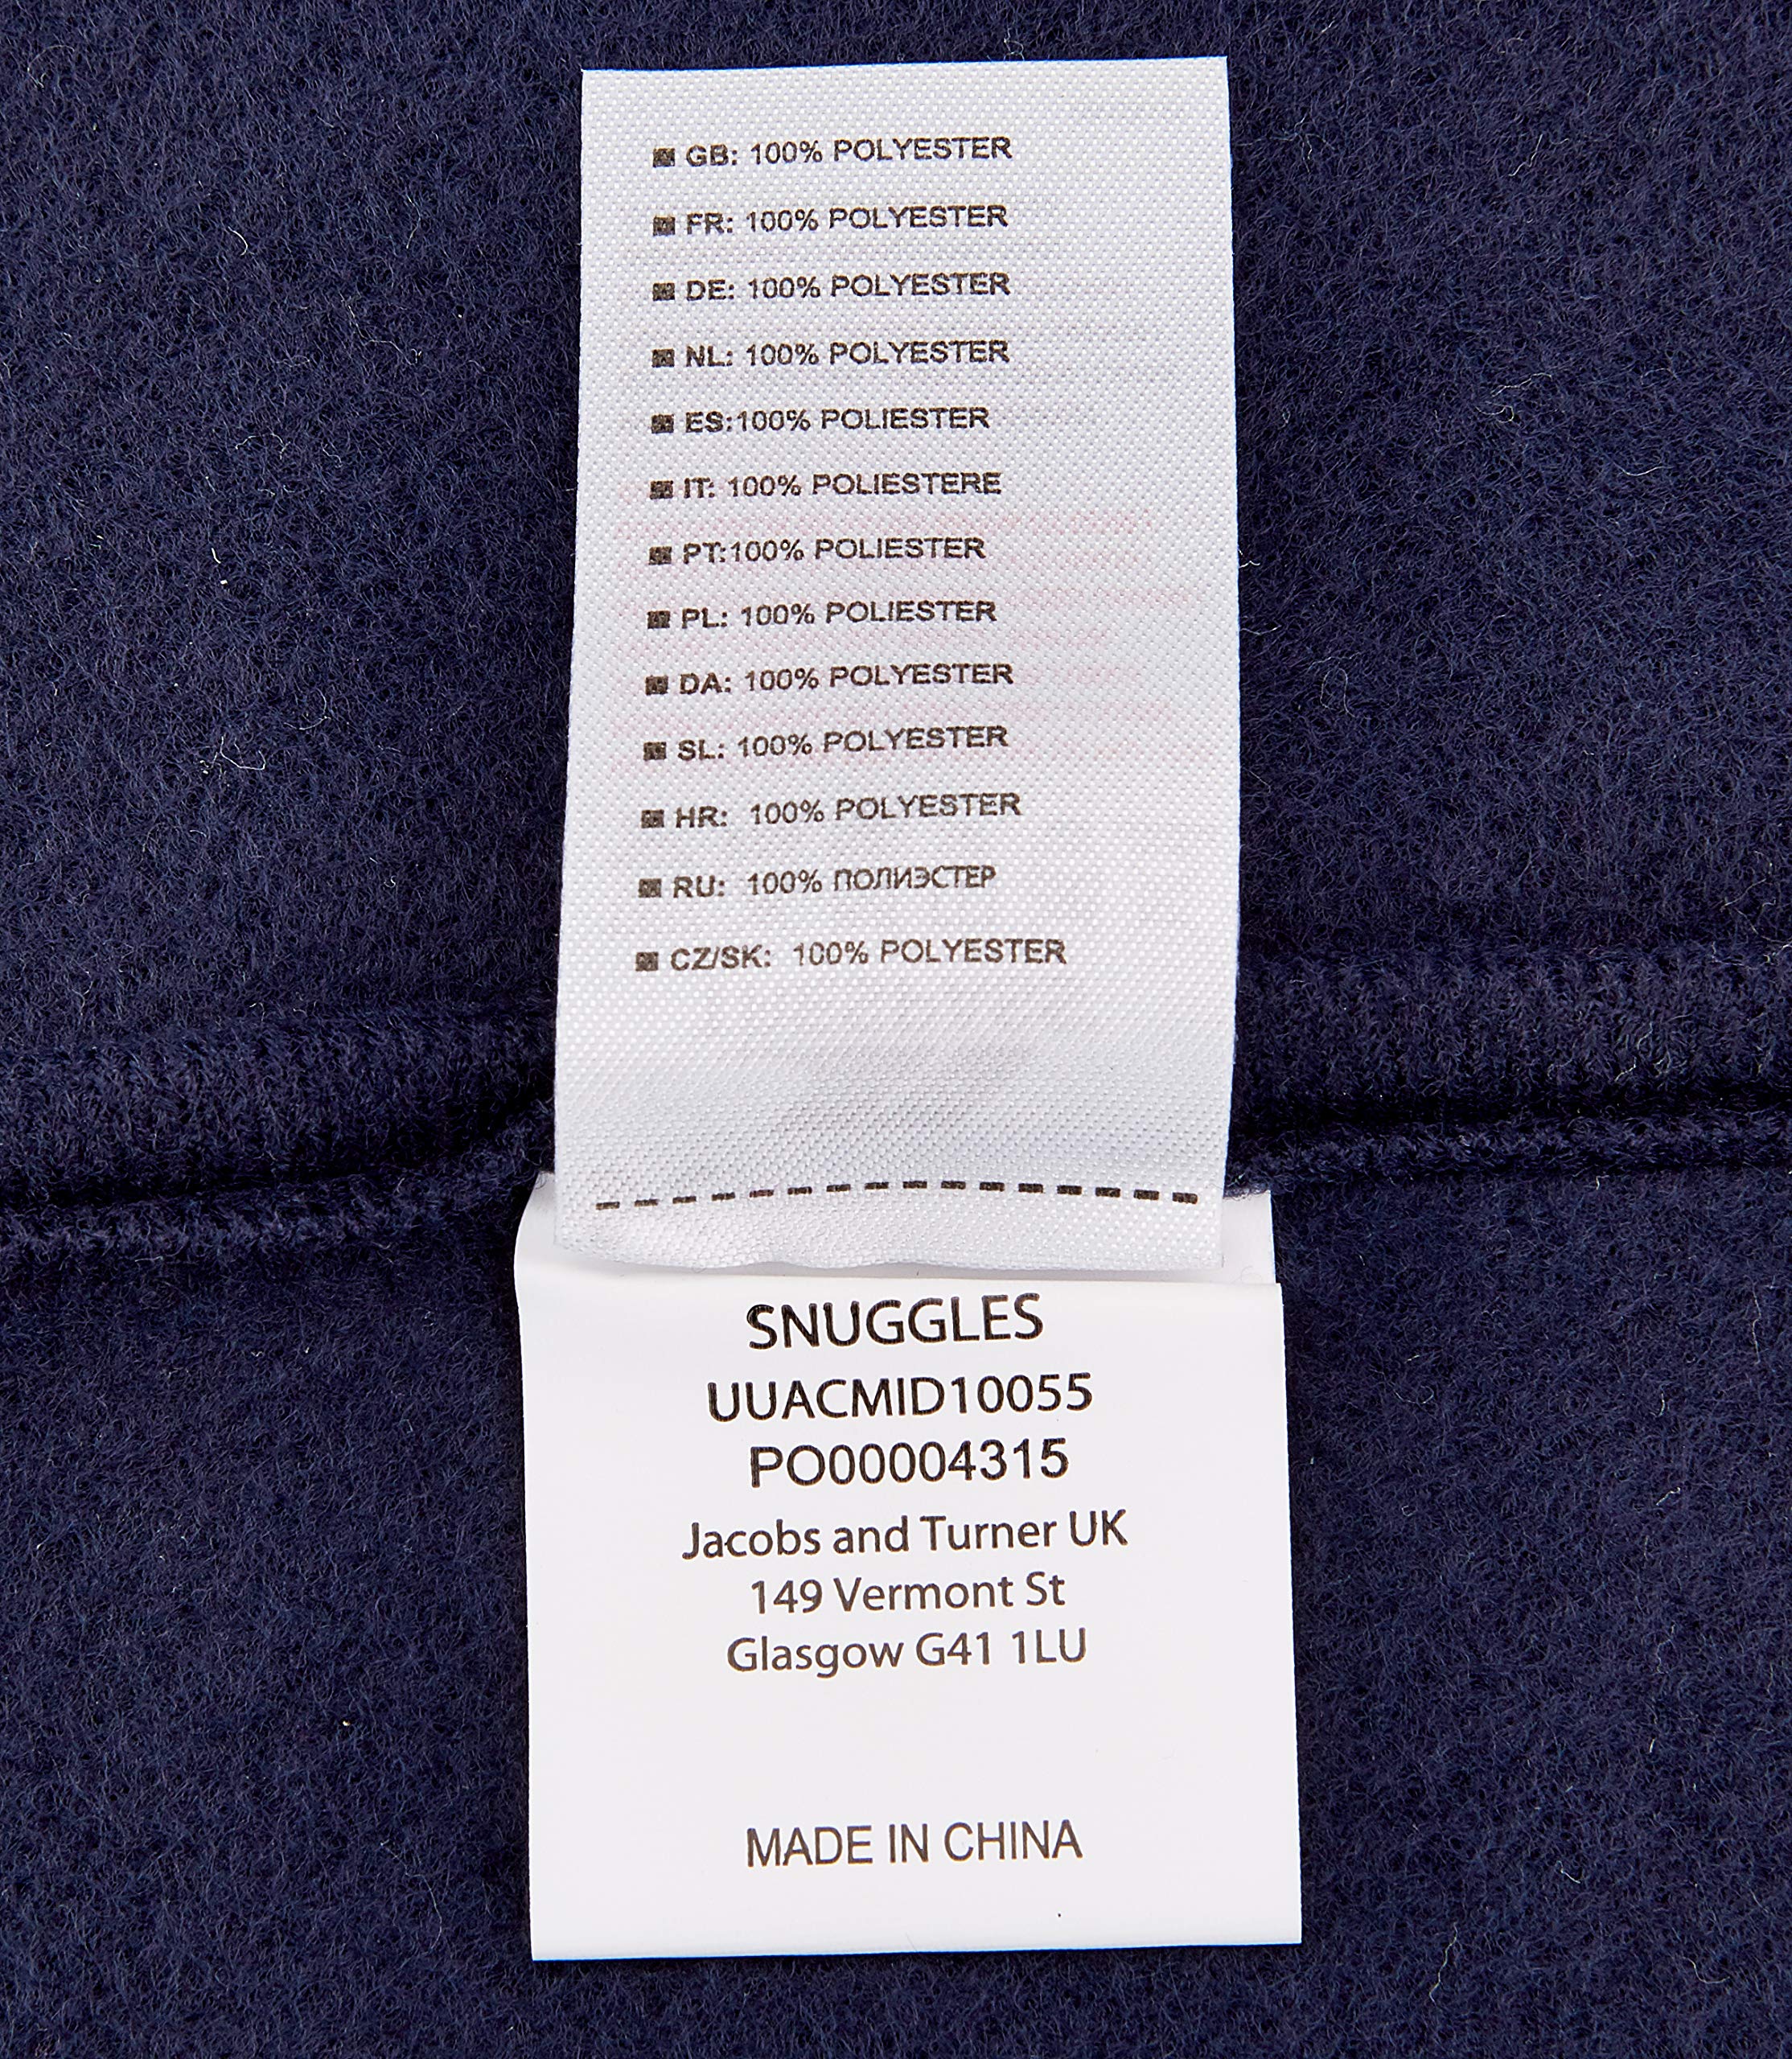 GB: 100% POLYESTER
FR: 100% POLYESTER
DE: 100% POLYESTER
NL: 100% POLYESTER
ES:100% POLIESTER
IT: 100% POLIESTERE
PT:100% POLIESTER
PL: 100% POLIESTER
DA: 100% POLYESTER
SL: 100% POLYESTER
HR: 100% POLYESTER
RU: 100% ПОЛИЭСТЕР
CZ/SK: 100% POLYESTER
SNUGGLES
UUACMID10055
PO00004315
Jacobs and Turner UK
149 Vermont St
Glasgow G41 1LU
MADE IN CHINA